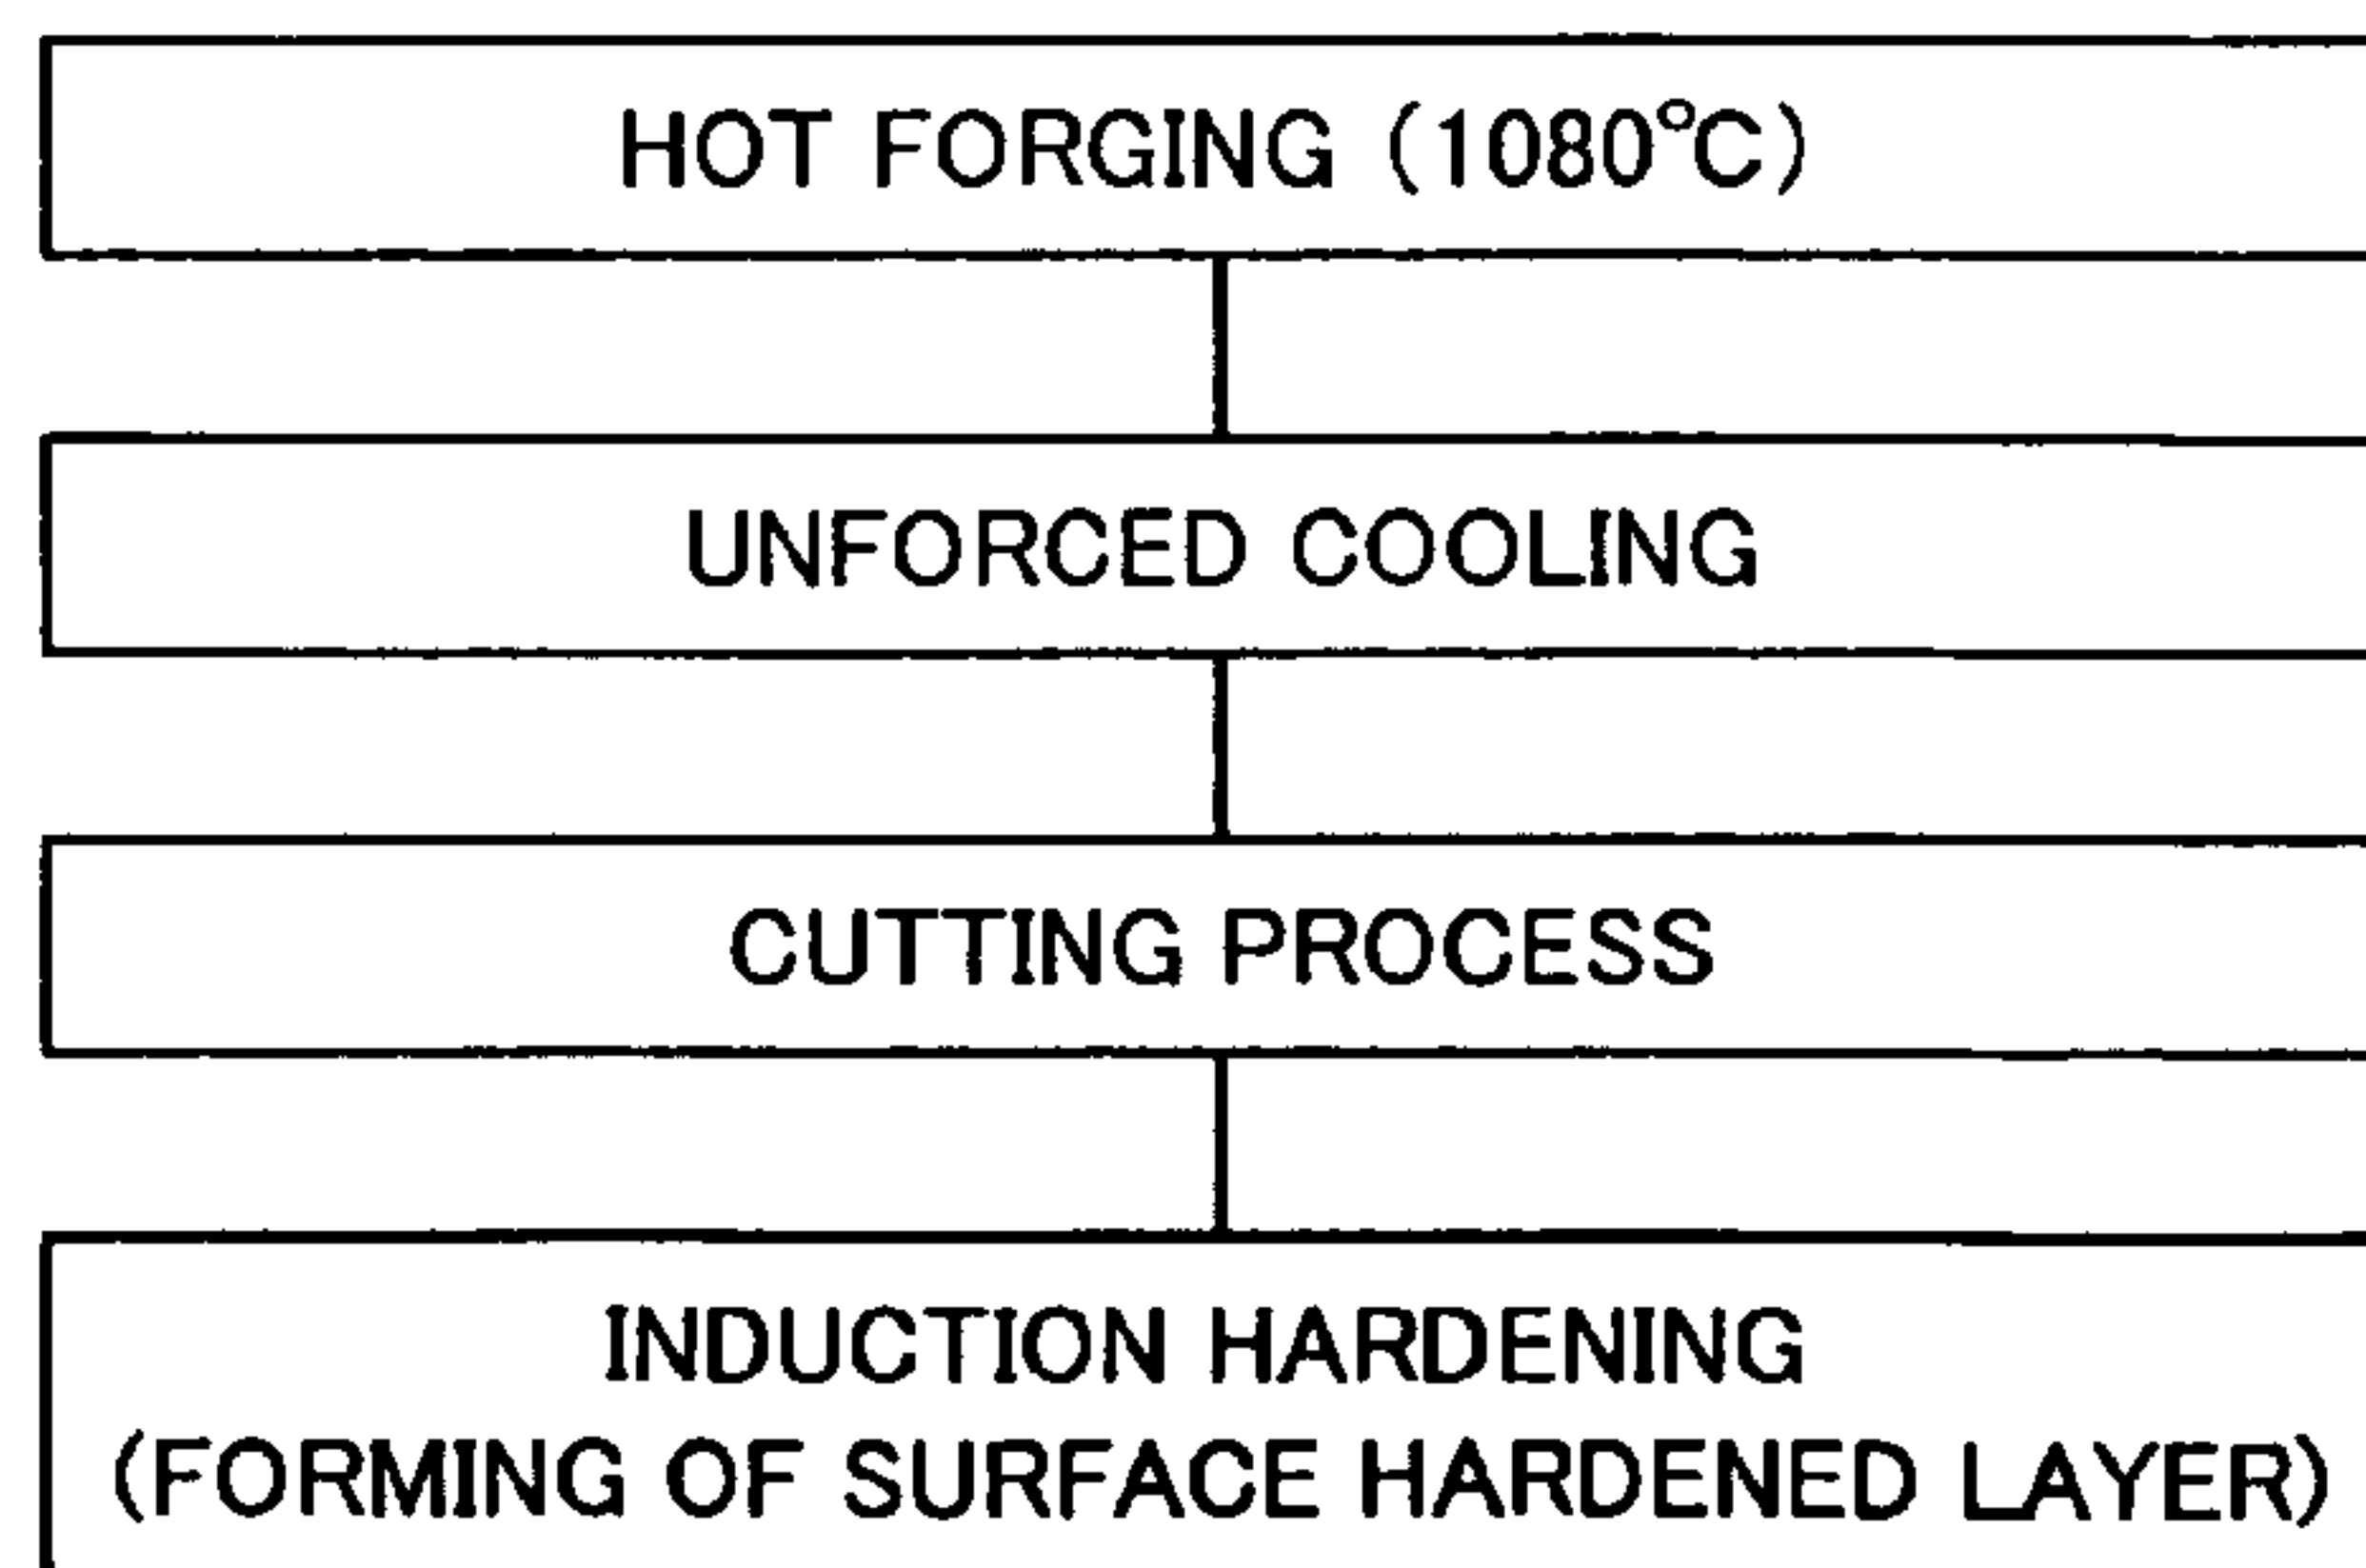 HOT FORGING (1080℃)
UNFORCED COOLING
CUTTING PROCESS
INDUCTION HARDENING
(FORMING OF SURFACE HARDENED LAYER)